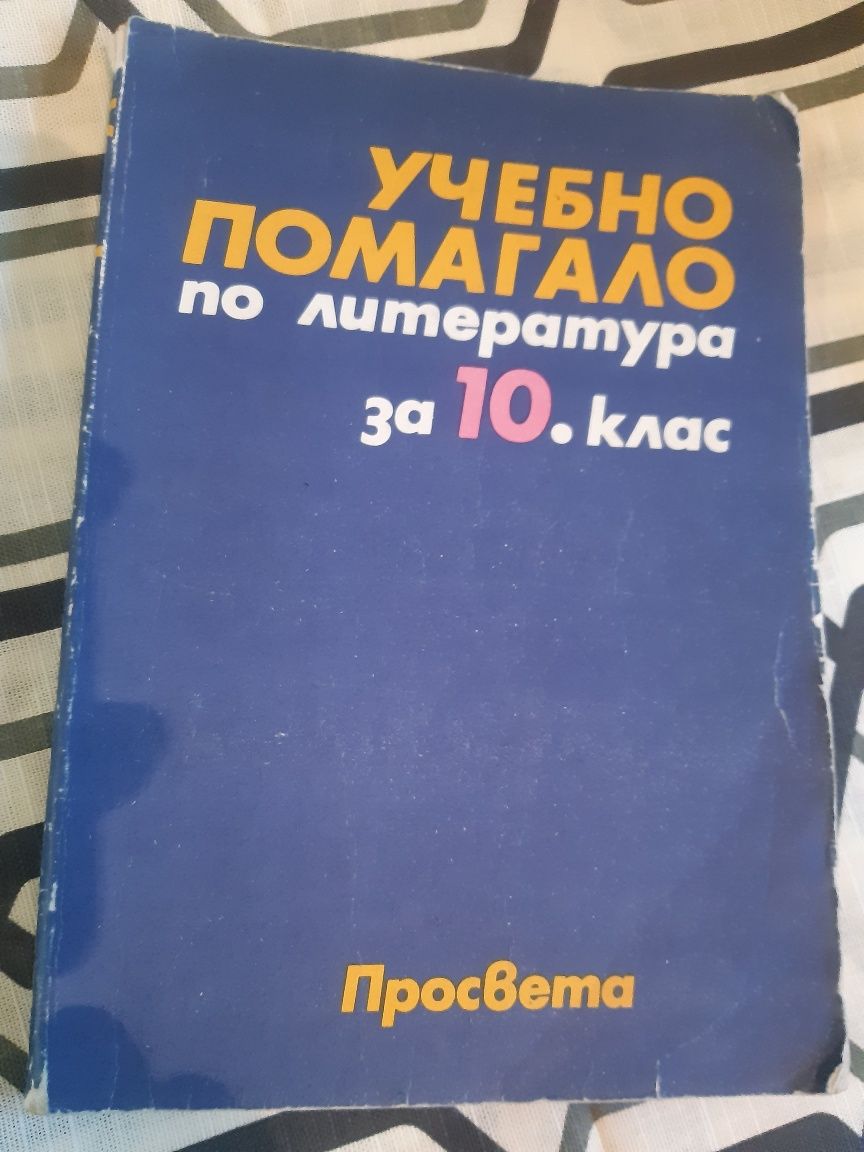 УЧЕБНО
ПОМАГАЛО
по литература
за 10. клас
Просвета